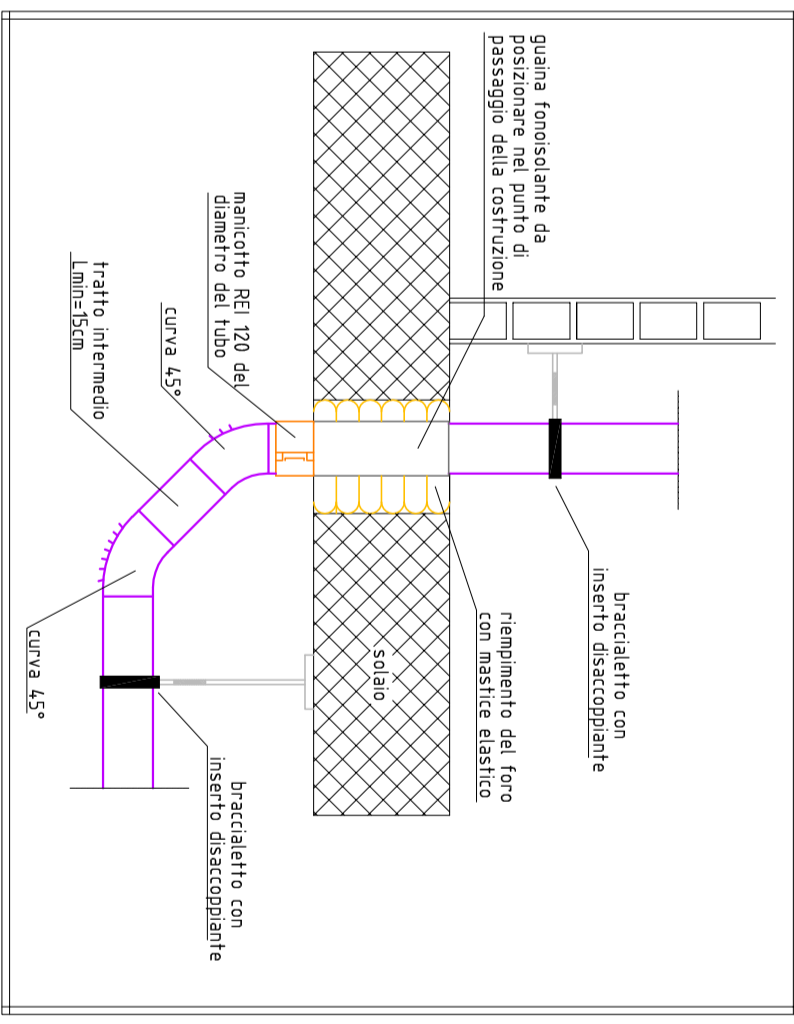 braccialetto con
inserto disaccoppiante
guaina fonoisolante da
posizionare nel punto di
passaggio della costruzione
riempimento del foro
con mastice elastico
solaio
manicotto REI 120 del
diametro del tubo
braccialetto con
inserto disaccoppiante
curva 45°
tratto intermedio
Lmin=15cm
curva 45°